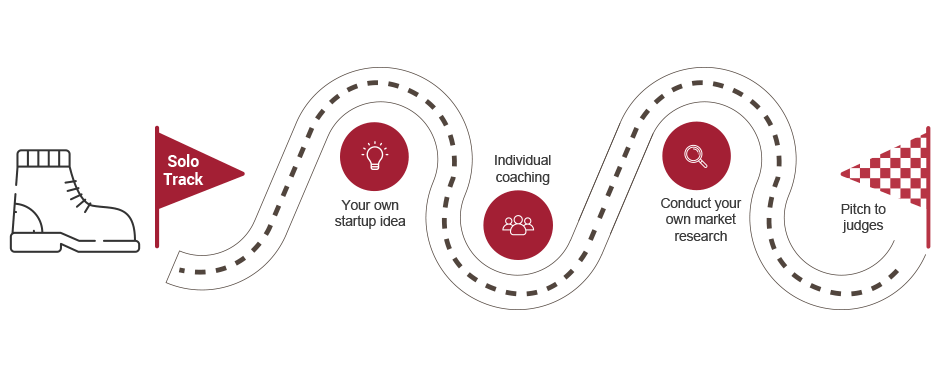 Solo
Track
Your own
startup idea
Individual
coaching
Conduct your
own market
research
Pitch to
judges